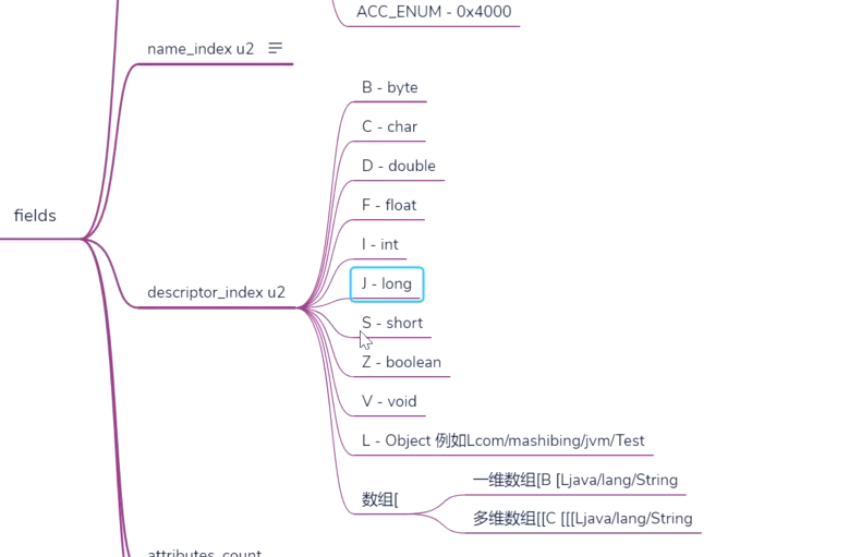 ACC_ENUM - 0x4000
name_index u2
B - byte
C - char
D - double
F - float
fields
I - int
J - long
descriptor_index u2
S - short
Z - boolean
V - void
L - Object 例如Lcom/mashibing/jvm/Test
数组[
一维数组[B [Ljava/lang/String
多维数组[[C [[[Ljava/lang/String
attributes_count